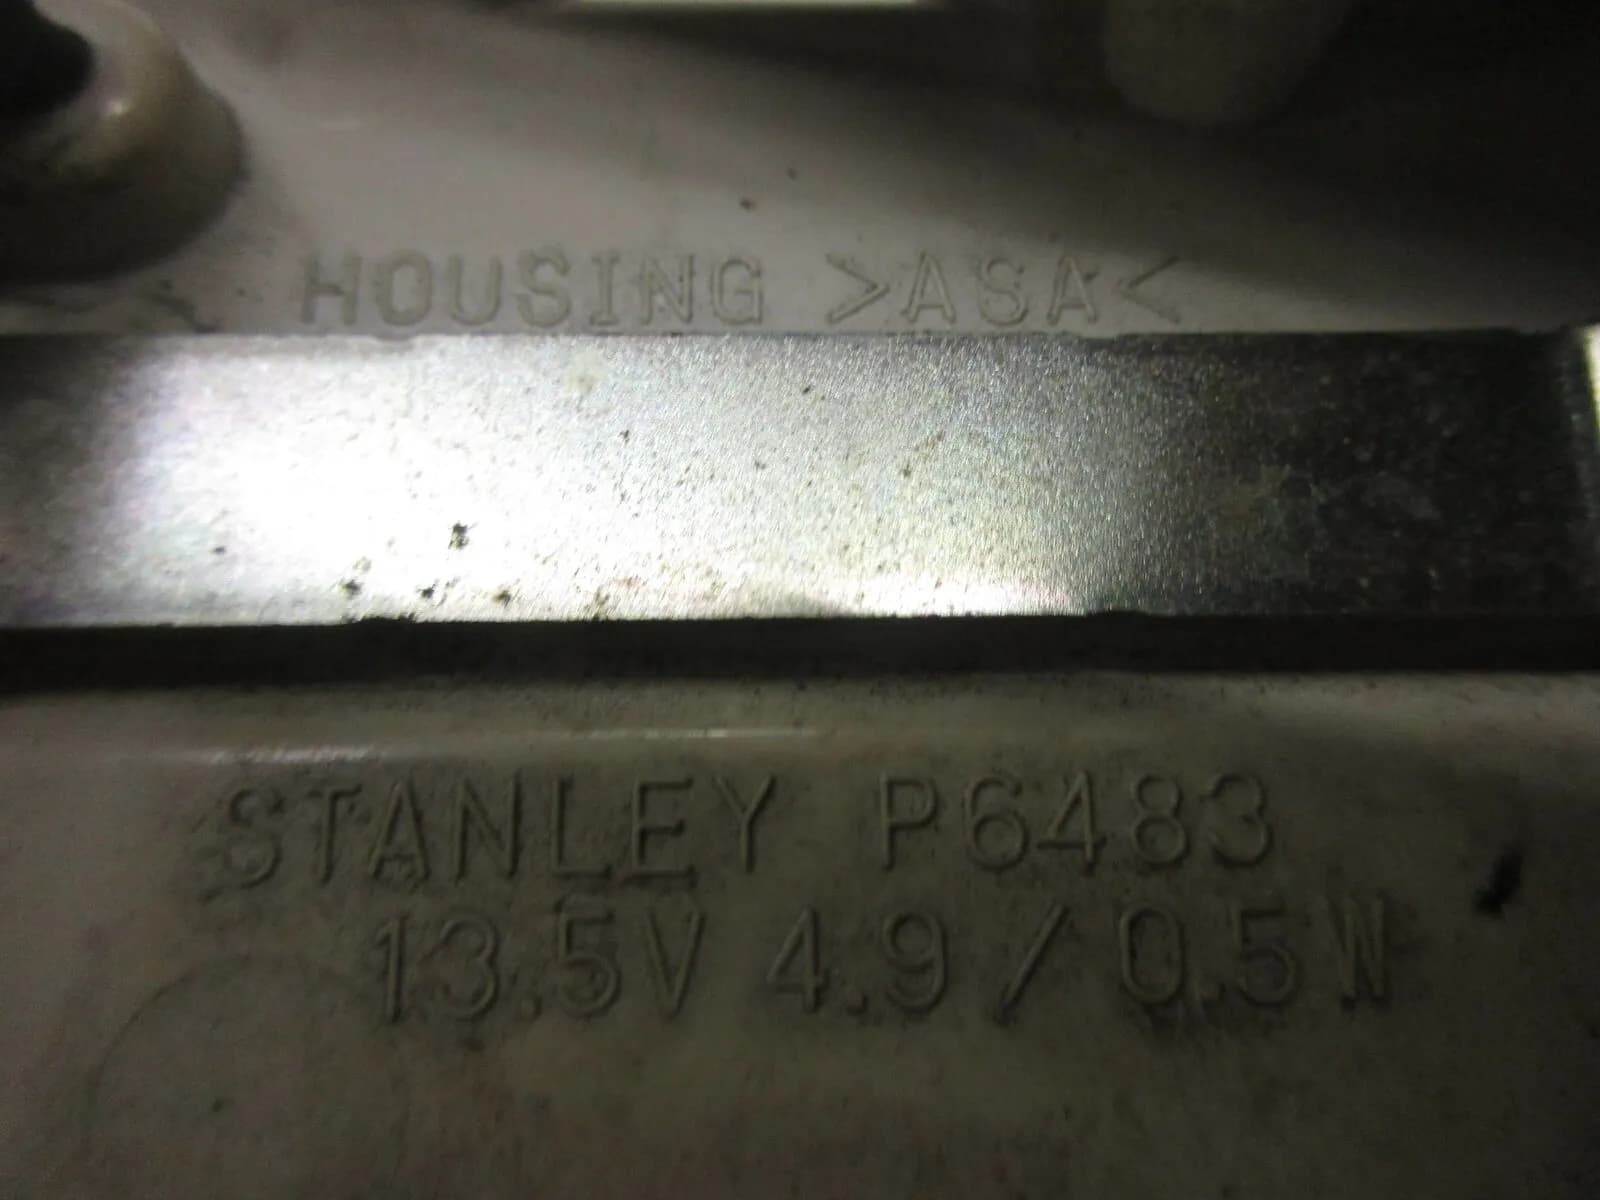 HOUSING >ASA<
STANLEY P6483
13.5V 4.9/0.5W